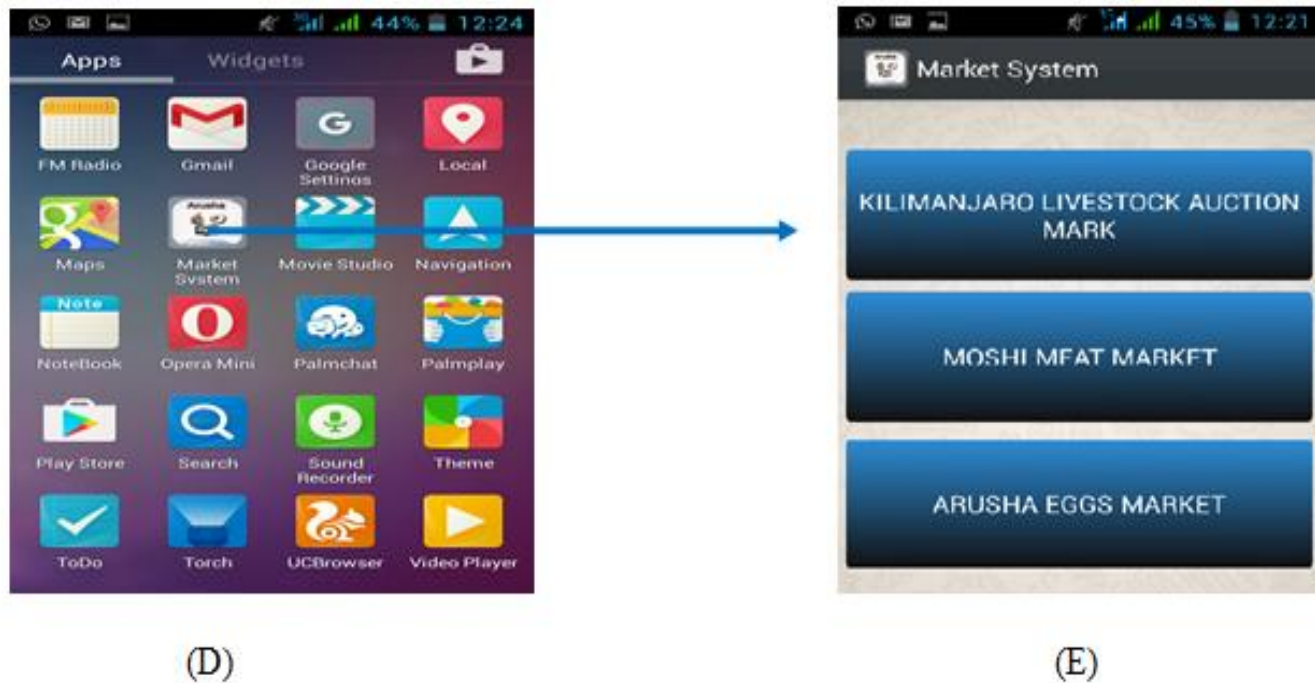 44% 12:24
Apps Widgets
FM Radio Gmail Google Settings Local
Maps Arusha Market System Movie Studio Navigation
Note NoteBook Opera Mini Palmchat Palmplay
Play Store Search Sound Recorder Theme
ToDo Torch UCBrowser Video Player
(D)
45% 12:21
Market System
KILIMANJARO LIVESTOCK AUCTION
MARK
MOSHI MEAT MARKET
ARUSHA EGGS MARKET
(E)